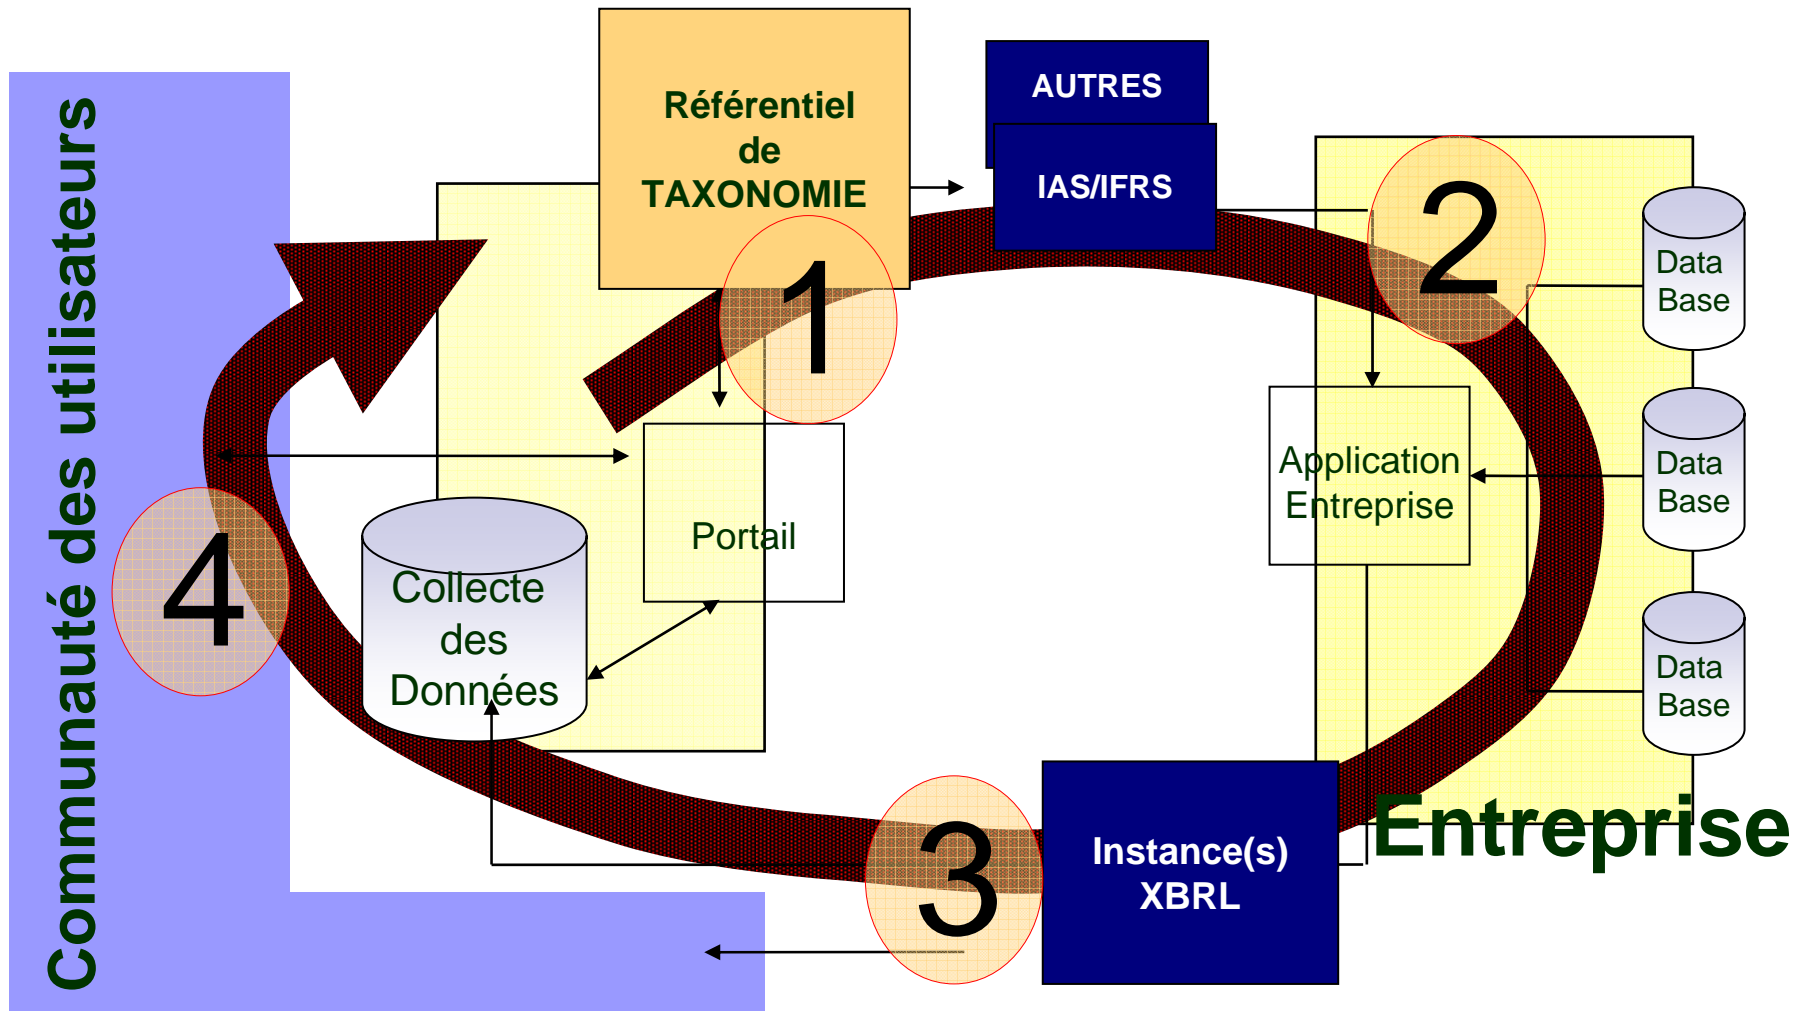 Communauté des utilisateurs
Référentiel
de
TAXONOMIE
AUTRES
IAS/IFRS
1
2
Data
Base
Data
Base
Data
Base
Application
Entreprise
Portail
Collecte
des
Données
4
3
Instance(s)
XBRL
Entreprise